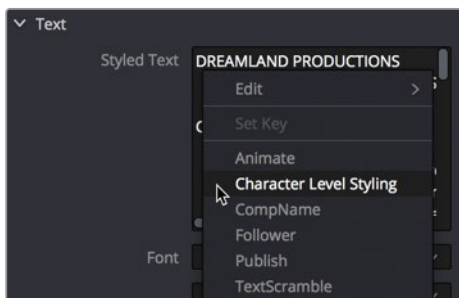 Text
Styled Text DREAMLAND PRODUCTIONS
Edit
Set Key
Animate
Character Level Styling
CompName
Follower
Font
Publish
TextScramble